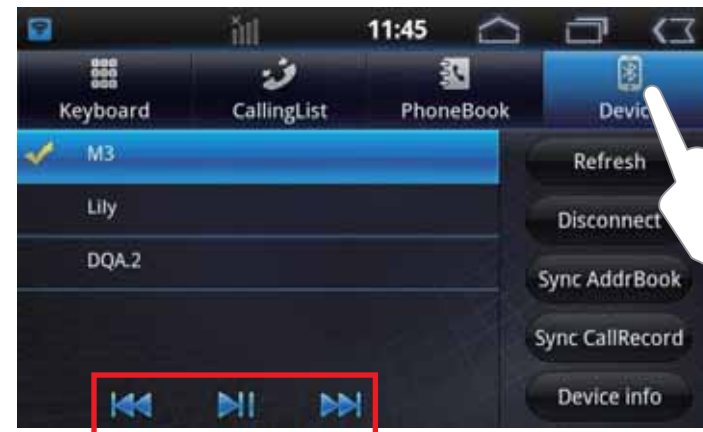 11:45
Keyboard CallingList PhoneBook Devic
M3 Refresh
Lily Disconnect
DQA.2 Sync AddrBook
Sync CallRecord
Device info